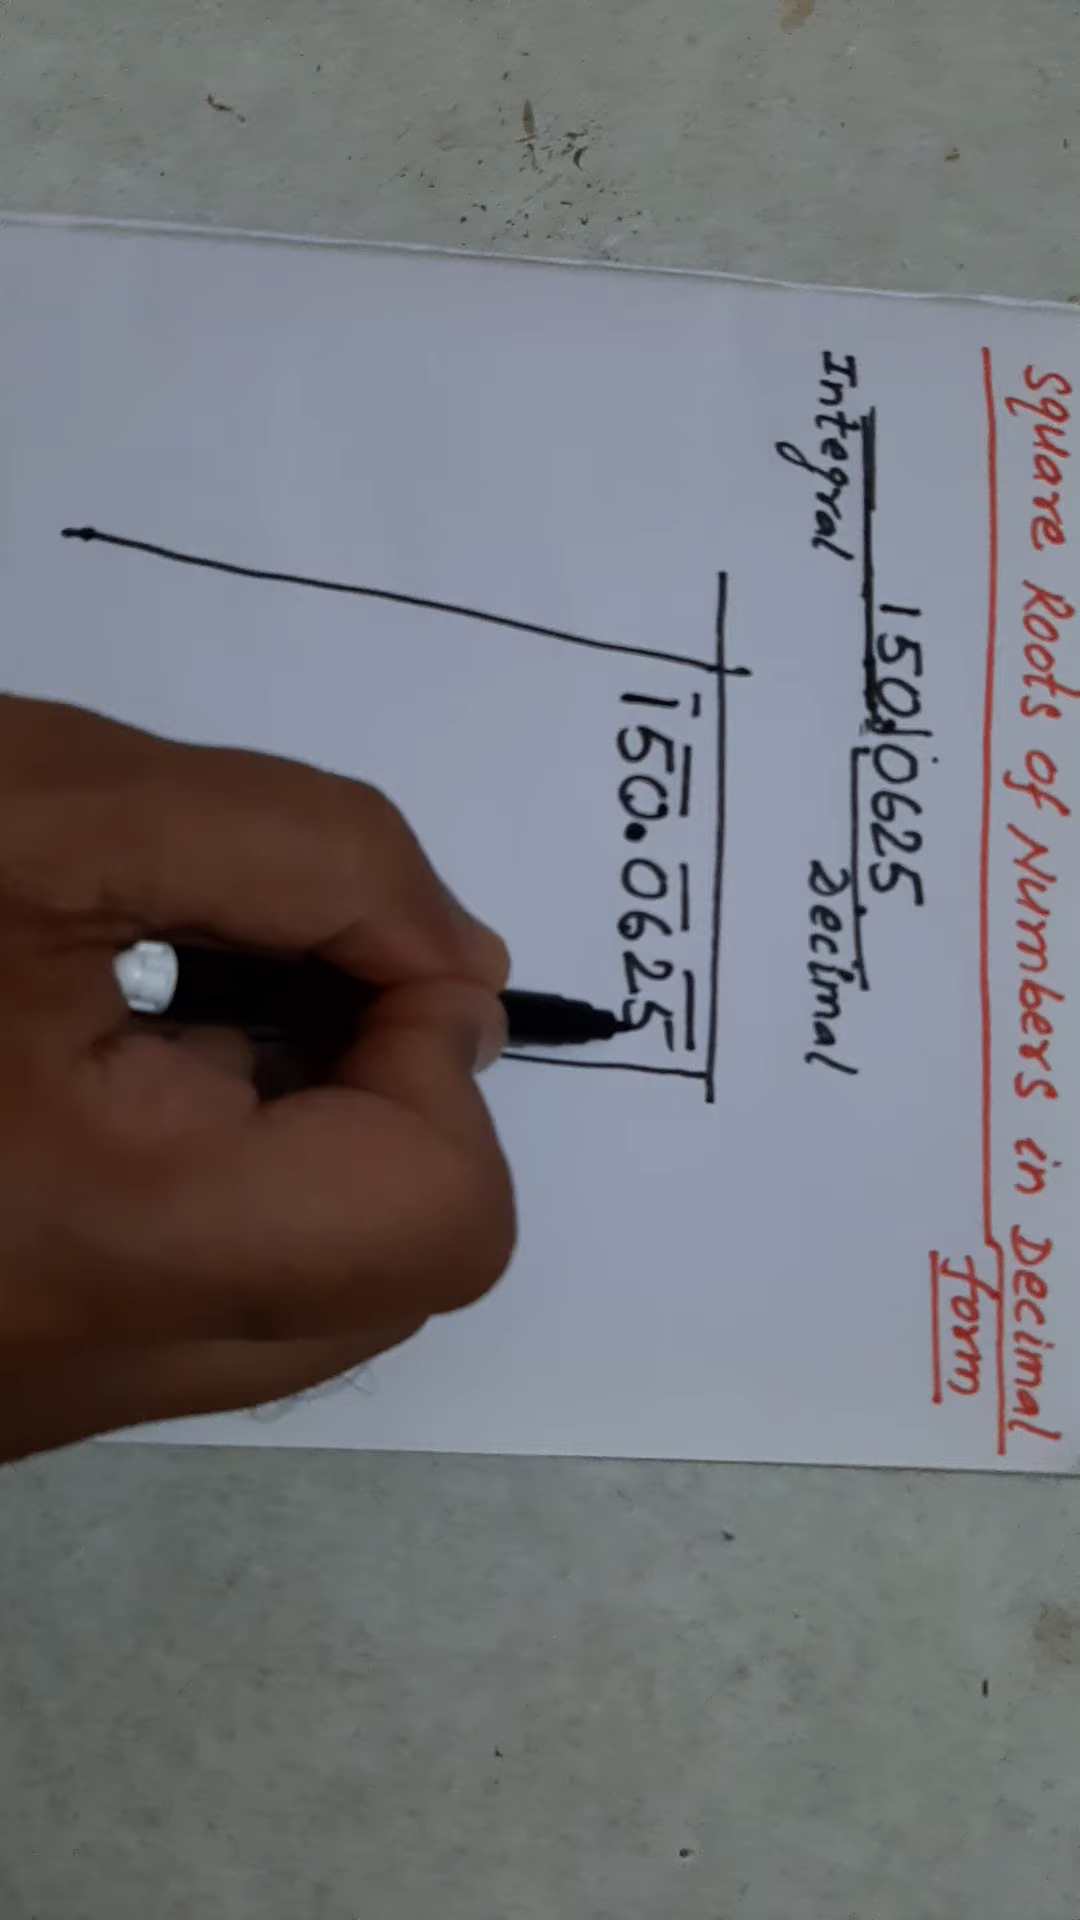 Square Roots of Numbers in Decimal
form
150.0625
Integral Decimal
150.0625